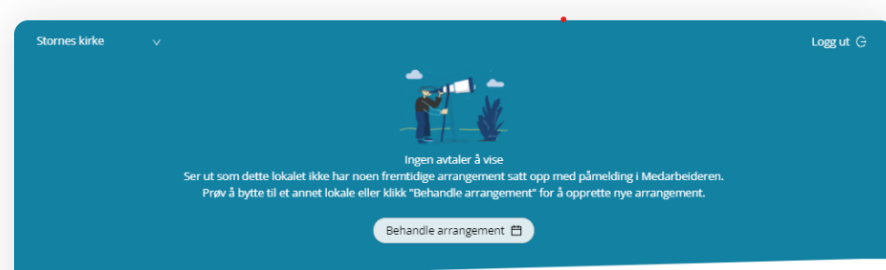 Stornes kirke
Logg ut
Ingen avtaler å vise
Ser ut som dette lokalet ikke har noen fremtidige arrangement satt opp med påmelding i Medarbeideren.
Prøv å bytte til et annet lokale eller klikk "Behandle arrangement" for å opprette nye arrangement.
Behandle arrangement